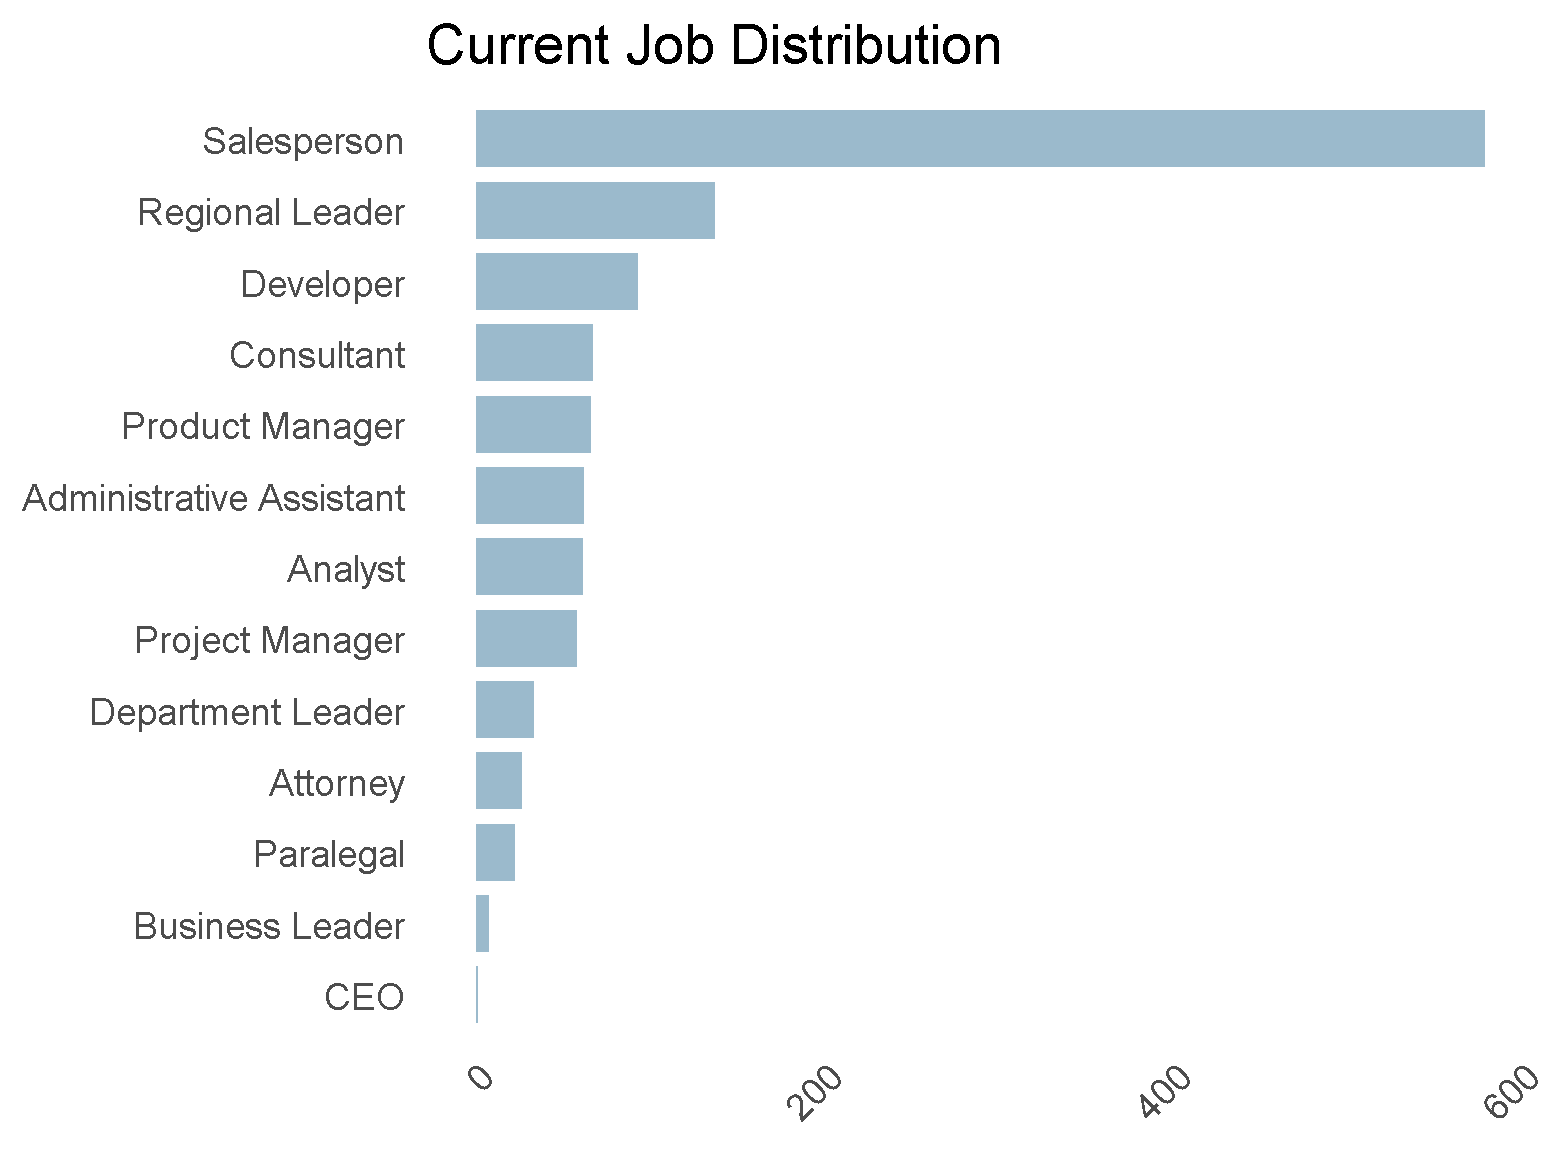 Current Job Distribution
Salesperson
Regional Leader
Developer
Consultant
Product Manager
Administrative Assistant
Analyst
Project Manager
Department Leader
Attorney
Paralegal
Business Leader
CEO
0
200
400
600